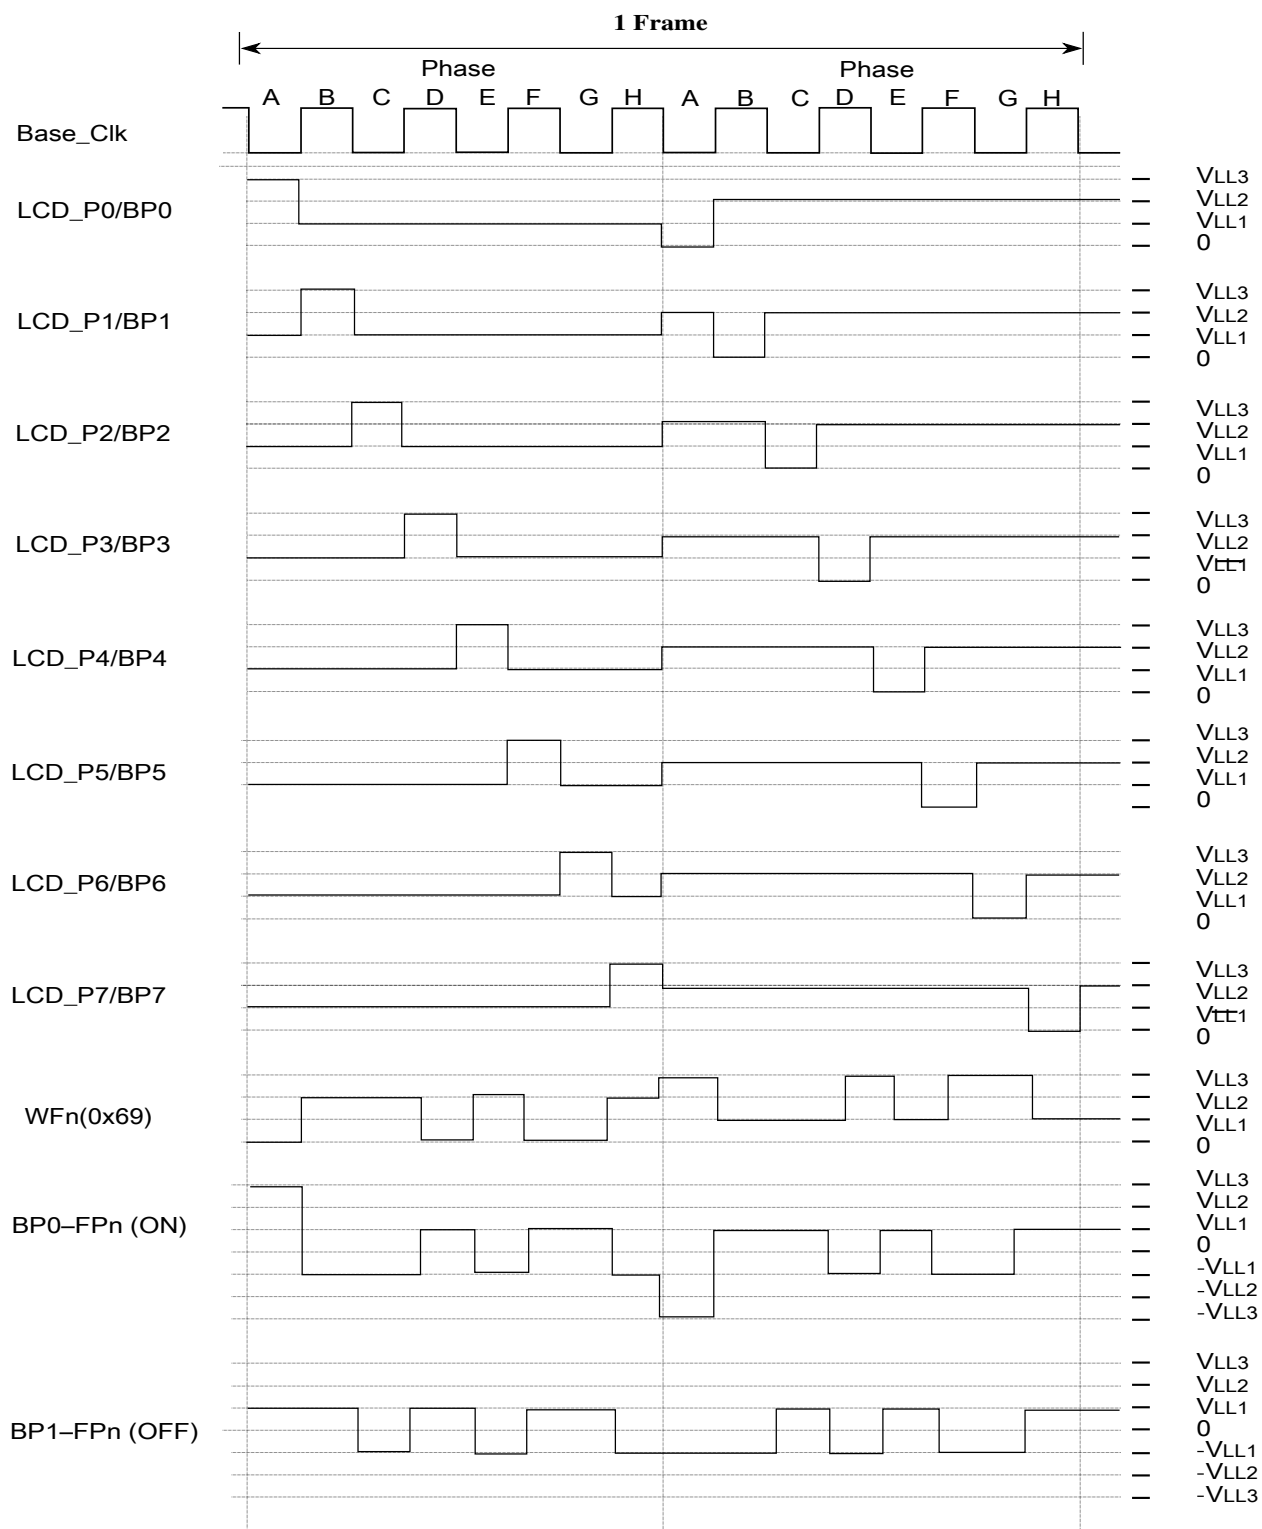 1 Frame
Phase Phase
A B C D E F G H A B C D E F G H
Base_Clk
LCD_P0/BP0
VLL3
VLL2
VLL1
0
LCD_P1/BP1
VLL3
VLL2
VLL1
0
LCD_P2/BP2
VLL3
VLL2
VLL1
0
LCD_P3/BP3
VLL3
VLL2
VLL1
0
LCD_P4/BP4
VLL3
VLL2
VLL1
0
LCD_P5/BP5
VLL3
VLL2
VLL1
0
LCD_P6/BP6
VLL3
VLL2
VLL1
0
LCD_P7/BP7
VLL3
VLL2
VLL1
0
WFn(0x69)
VLL3
VLL2
VLL1
0
BP0–FPn (ON)
VLL3
VLL2
VLL1
0
-VLL1
-VLL2
-VLL3
BP1–FPn (OFF)
VLL3
VLL2
VLL1
0
-VLL1
-VLL2
-VLL3